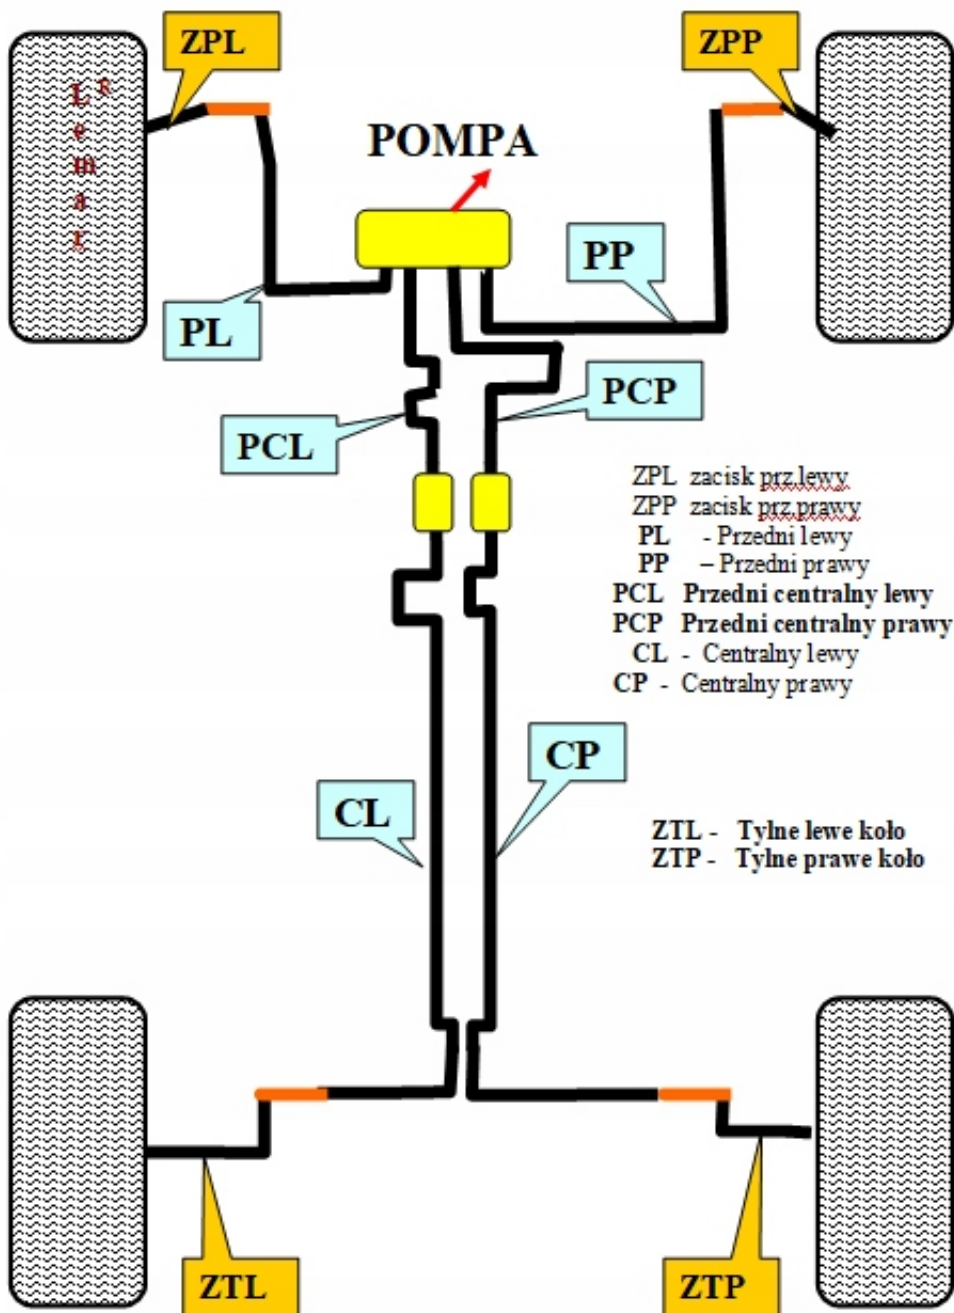 ZPL
ZPP
L R
e
m
a
r
POMPA
PP
PL
PCP
PCL
ZPL zacisk prz.lewy
ZPP zacisk prz.prawy
PL - Przedni lewy
PP – Przedni prawy
PCL Przedni centralny lewy
PCP Przedni centralny prawy
CL - Centralny lewy
CP - Centralny prawy
CP
CL
ZTL - Tylne lewe koło
ZTP - Tylne prawe koło
ZTL
ZTP